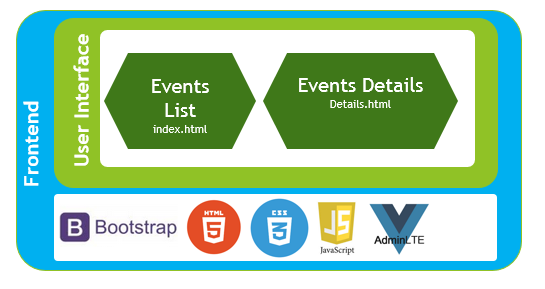 Frontend
User Interface
Events
List
index.html
Events Details
Details.html
B Bootstrap
HTML
5
CSS
3
JS
JavaScript
AdminLTE